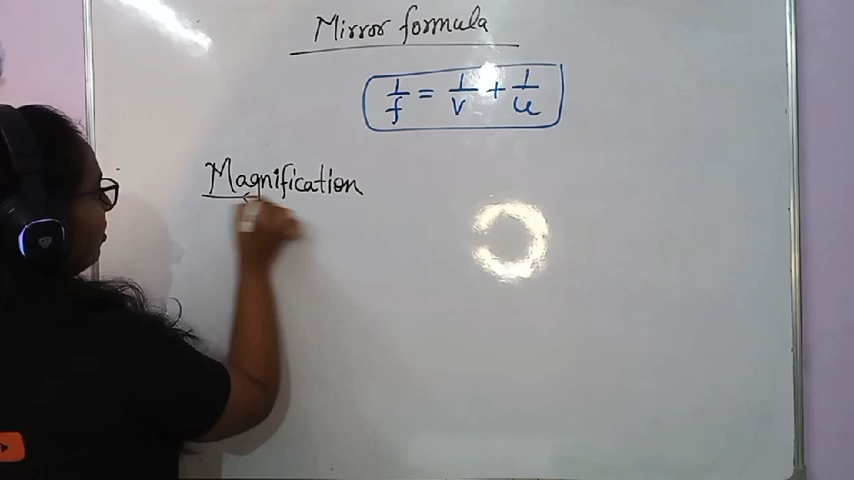 Mirror formula
1/f = 1/v + 1/u
Magnification